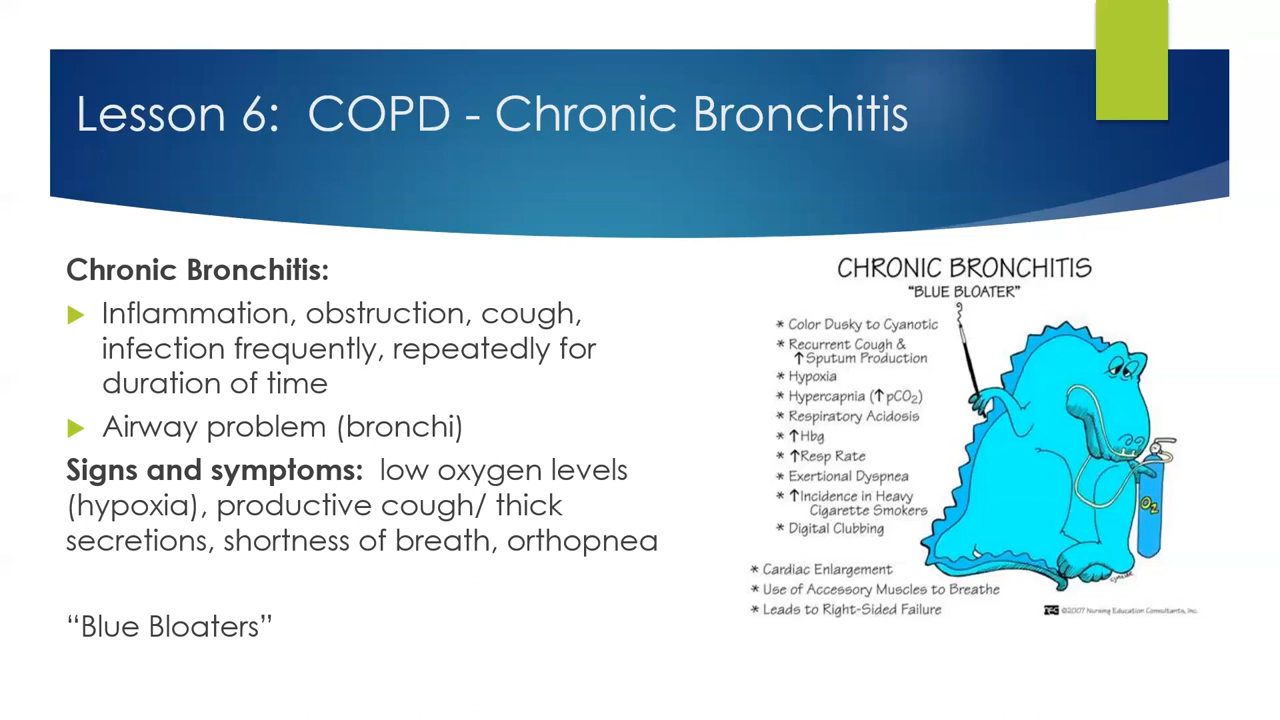 Lesson 6:  COPD - Chronic Bronchitis
Chronic Bronchitis:
Inflammation, obstruction, cough,
infection frequently, repeatedly for
duration of time
Airway problem (bronchi)
Signs and symptoms:  low oxygen levels
(hypoxia), productive cough/ thick
secretions, shortness of breath, orthopnea
“Blue Bloaters”
CHRONIC BRONCHITIS
"BLUE BLOATER"
* Color Dusky to Cyanotic
* Recurrent Cough &
↑Sputum Production
* Hypoxia
* Hypercapnia (↑pCO₂)
* Respiratory Acidosis
* ↑Hbg
* ↑Resp Rate
* Exertional Dyspnea
* ↑Incidence in Heavy
Cigarette Smokers
* Digital Clubbing
* Cardiac Enlargement
* Use of Accessory Muscles to Breathe
* Leads to Right-Sided Failure
O₂
©2007 Nursing Education Consultants, Inc.